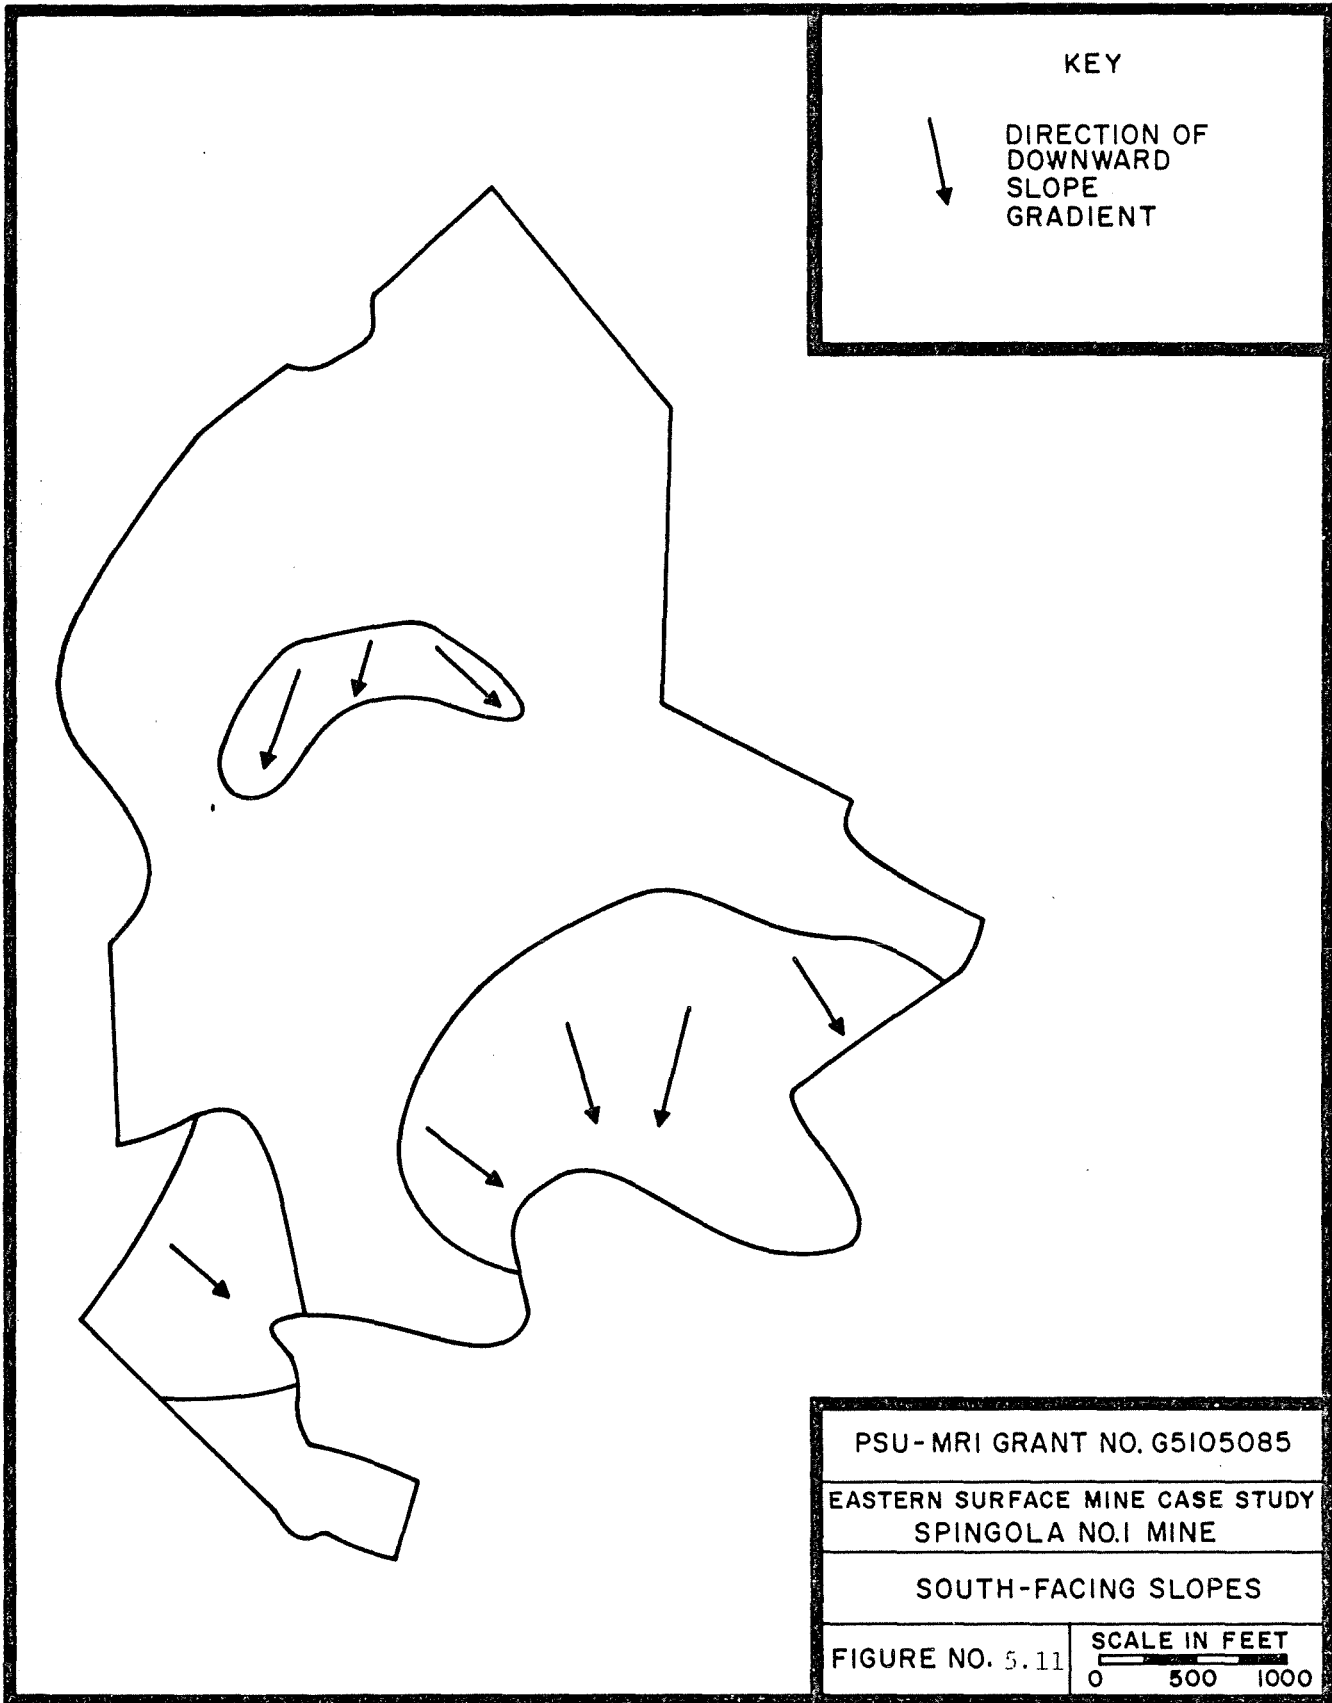 KEY
DIRECTION OF
DOWNWARD
SLOPE
GRADIENT
PSU-MRI GRANT NO. G5105085
EASTERN SURFACE MINE CASE STUDY
SPINGOLA NO.1 MINE
SOUTH-FACING SLOPES
FIGURE NO. 5.11
SCALE IN FEET
0 500 1000